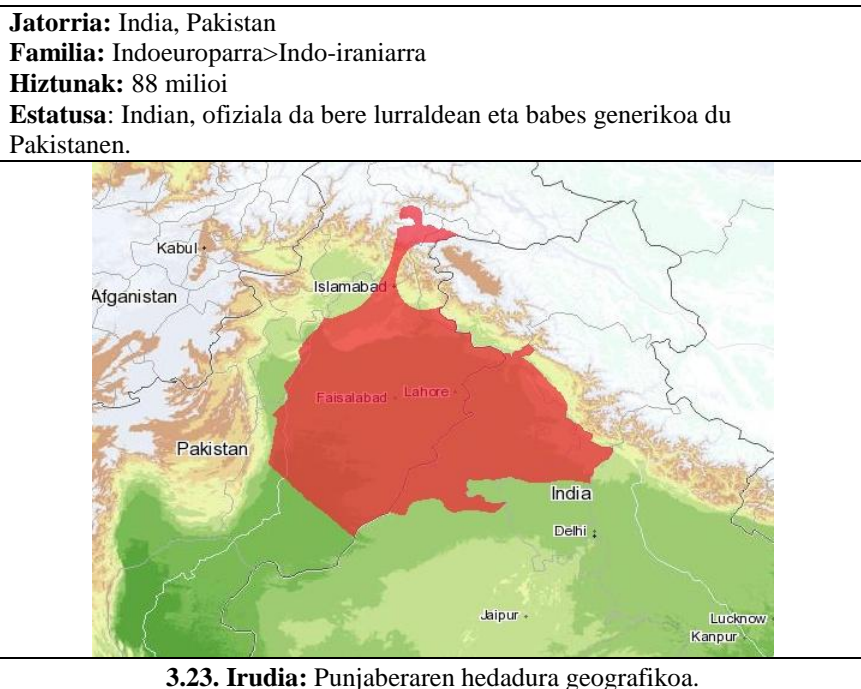 Jatorria: India, Pakistan
Familia: Indoeuroparra>Indo-iraniarra
Hiztunak: 88 milioi
Estatusa: Indian, ofiziala da bere lurraldean eta babes generikoa du
Pakistanen.
Kabul
Islamabad
Afganistan
Faisalabad
Lahore
Pakistan
India
Delhi
Jaipur
Lucknow
Kanpur
3.23. Irudia: Punjaberaren hedadura geografikoa.